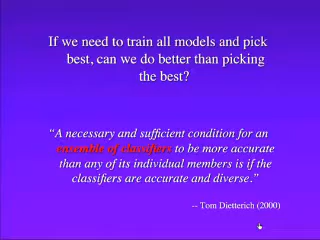 If we need to train all models and pick
best, can we do better than picking
the best?
“A necessary and sufficient condition for an
ensemble of classifiers to be more accurate
than any of its individual members is if the
classifiers are accurate and diverse.”
-- Tom Dietterich (2000)